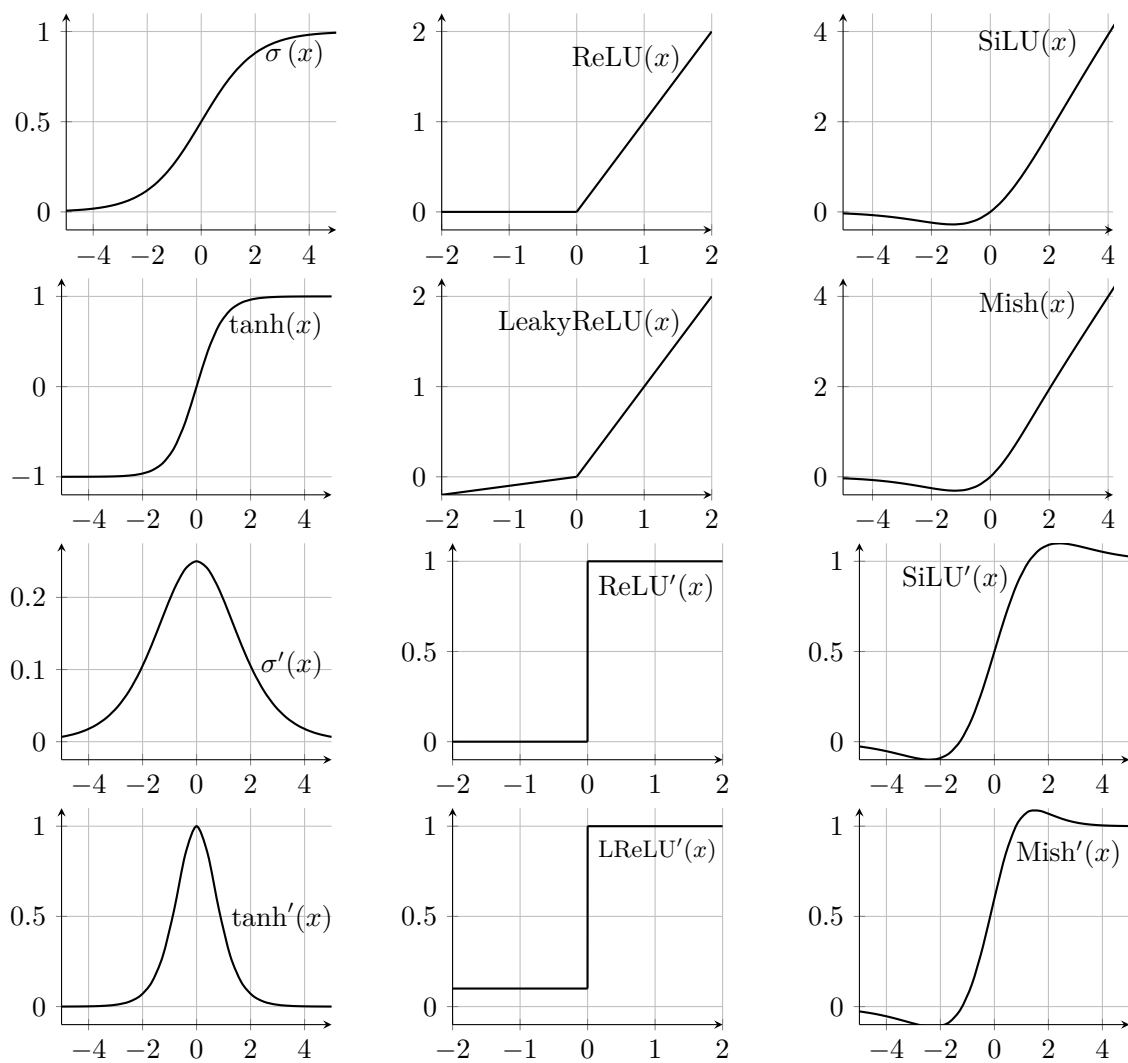 1
0.5
0
σ (x)
−4 −2 0 2 4
2
1
0
ReLU(x)
−2 −1 0 1 2
4
2
0
SiLU(x)
−4 −2 0 2 4
1
0
−1
tanh(x)
−4 −2 0 2 4
2
1
0
LeakyReLU(x)
−2 −1 0 1 2
4
2
0
Mish(x)
−4 −2 0 2 4
0.2
0.1
0
σ′(x)
−4 −2 0 2 4
1
0.5
0
ReLU′(x)
−2 −1 0 1 2
1
0.5
0
SiLU′(x)
−4 −2 0 2 4
1
0.5
0
tanh′(x)
−4 −2 0 2 4
1
0.5
0
LReLU′(x)
−2 −1 0 1 2
1
0.5
0
Mish′(x)
−4 −2 0 2 4